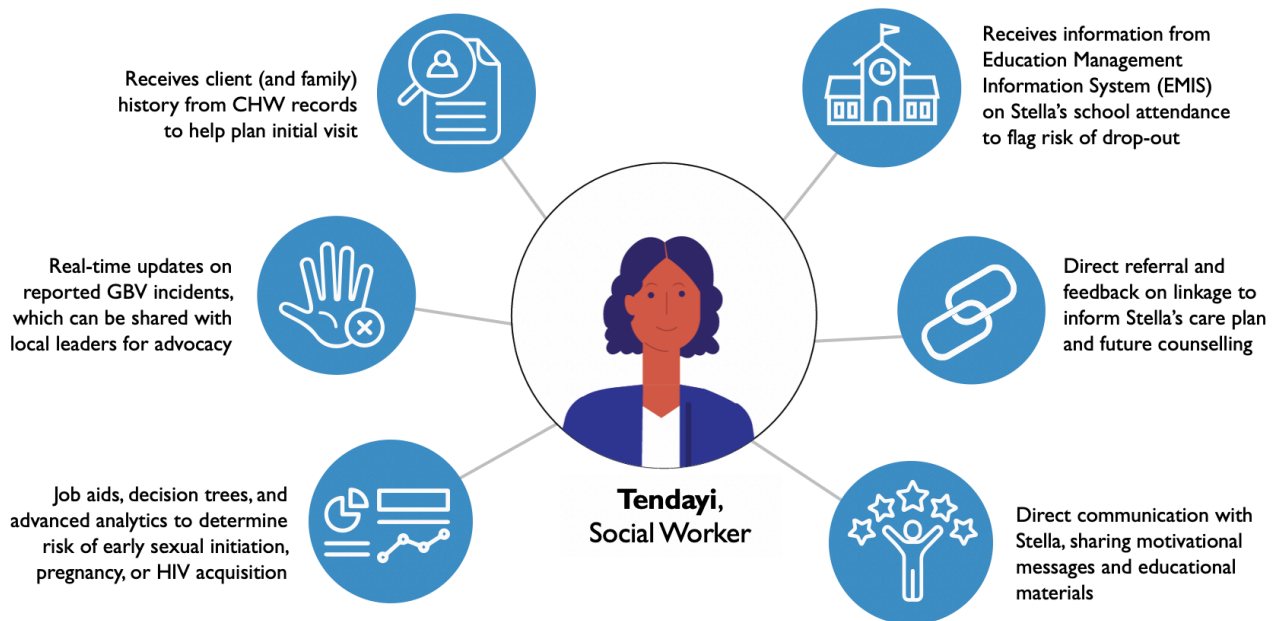 Receives client (and family)
history from CHW records
to help plan initial visit
Receives information from
Education Management
Information System (EMIS)
on Stella's school attendance
to flag risk of drop-out
Real-time updates on
reported GBV incidents,
which can be shared with
local leaders for advocacy
Direct referral and
feedback on linkage to
inform Stella's care plan
and future counselling
Job aids, decision trees, and
advanced analytics to determine
risk of early sexual initiation,
pregnancy, or HIV acquisition
Tendayi,
Social Worker
Direct communication with
Stella, sharing motivational
messages and educational
materials